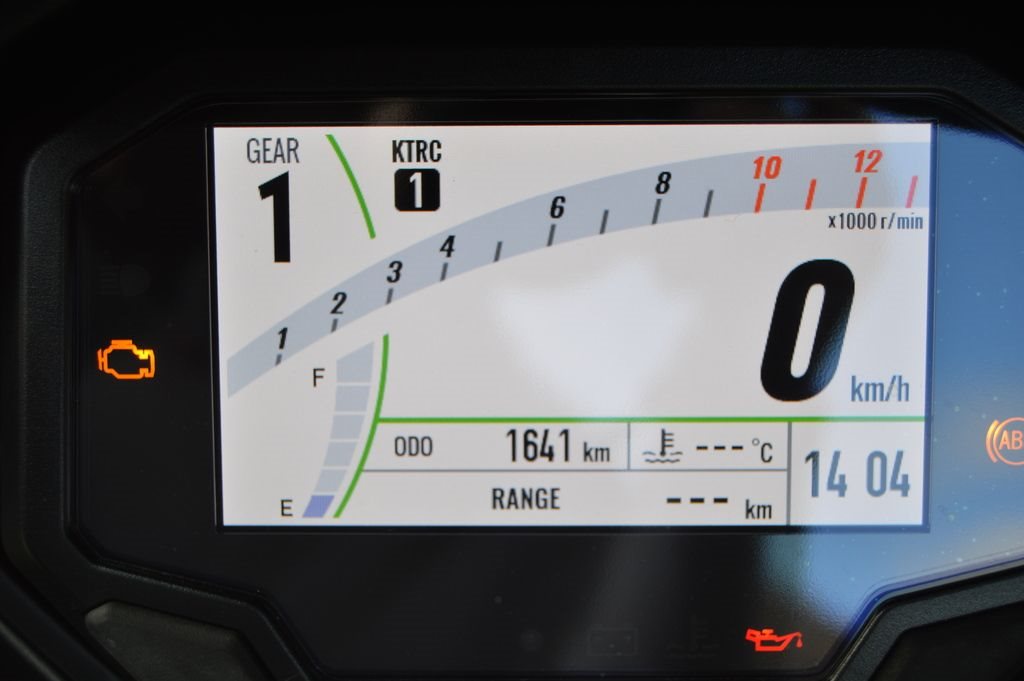 GEAR
1
KTRC
1
1 2 3 4 6 8 10 12
x1000 r/min
0 km/h
F
E
ODO 1641 km
--- °C
RANGE --- km
14 04
AB